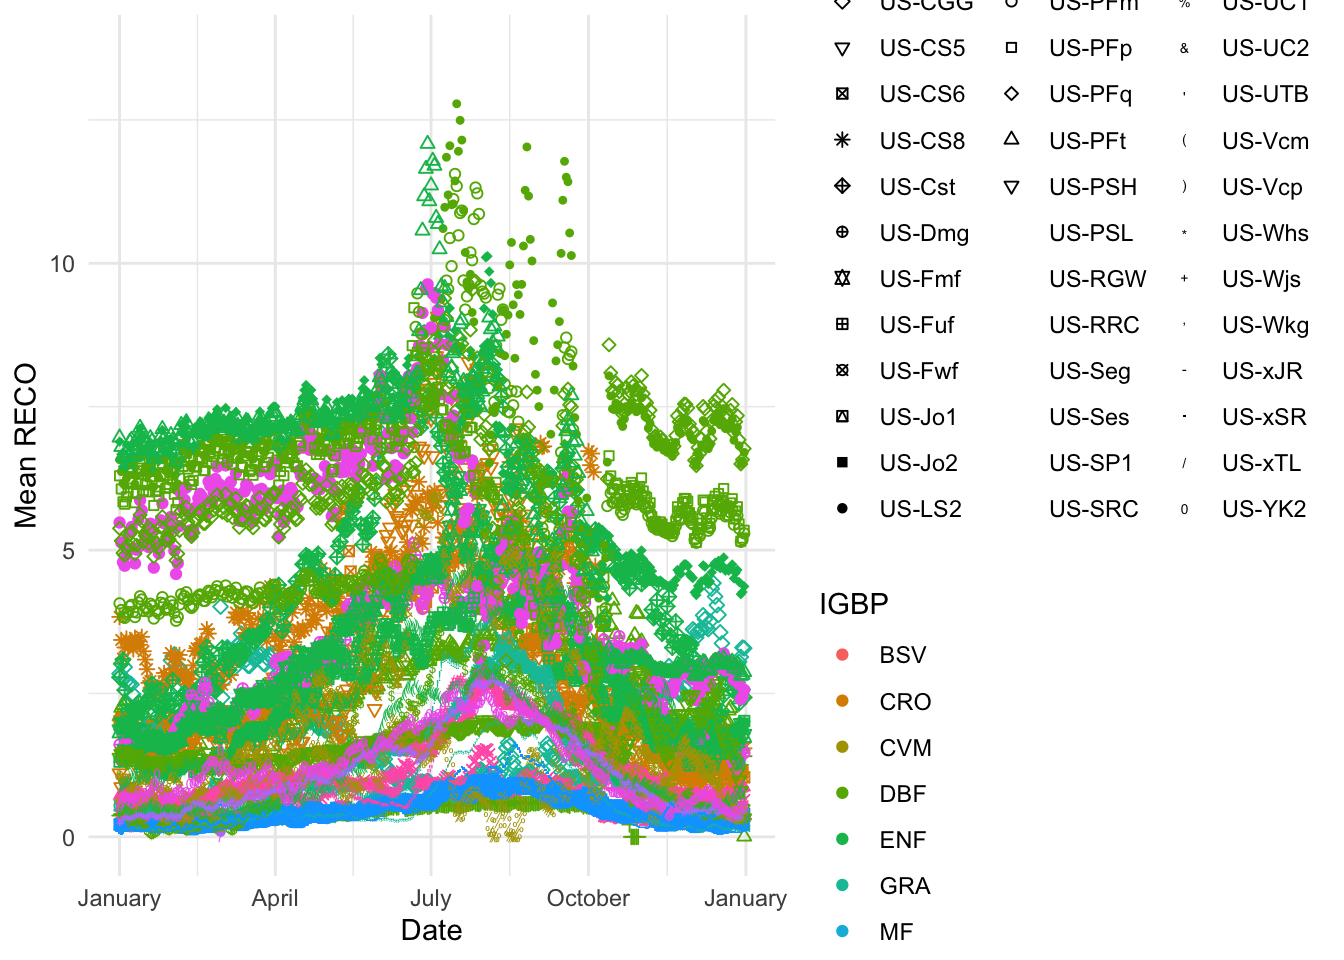 10
5
0
Mean RECO
January April July October January
Date
US-CGG US-PFm % US-UC1
US-CS5 US-PFp & US-UC2
US-CS6 US-PFq ' US-UTB
US-CS8 US-PFt ( US-Vcm
US-Cst US-PSH ) US-Vcp
US-Dmg US-PSL * US-Whs
US-Fmf US-RGW + US-Wjs
US-Fuf US-RRC , US-Wkg
US-Fwf US-Seg - US-xJR
US-Jo1 US-Ses . US-xSR
US-Jo2 US-SP1 / US-xTL
US-LS2 US-SRC 0 US-YK2
IGBP
BSV
CRO
CVM
DBF
ENF
GRA
MF